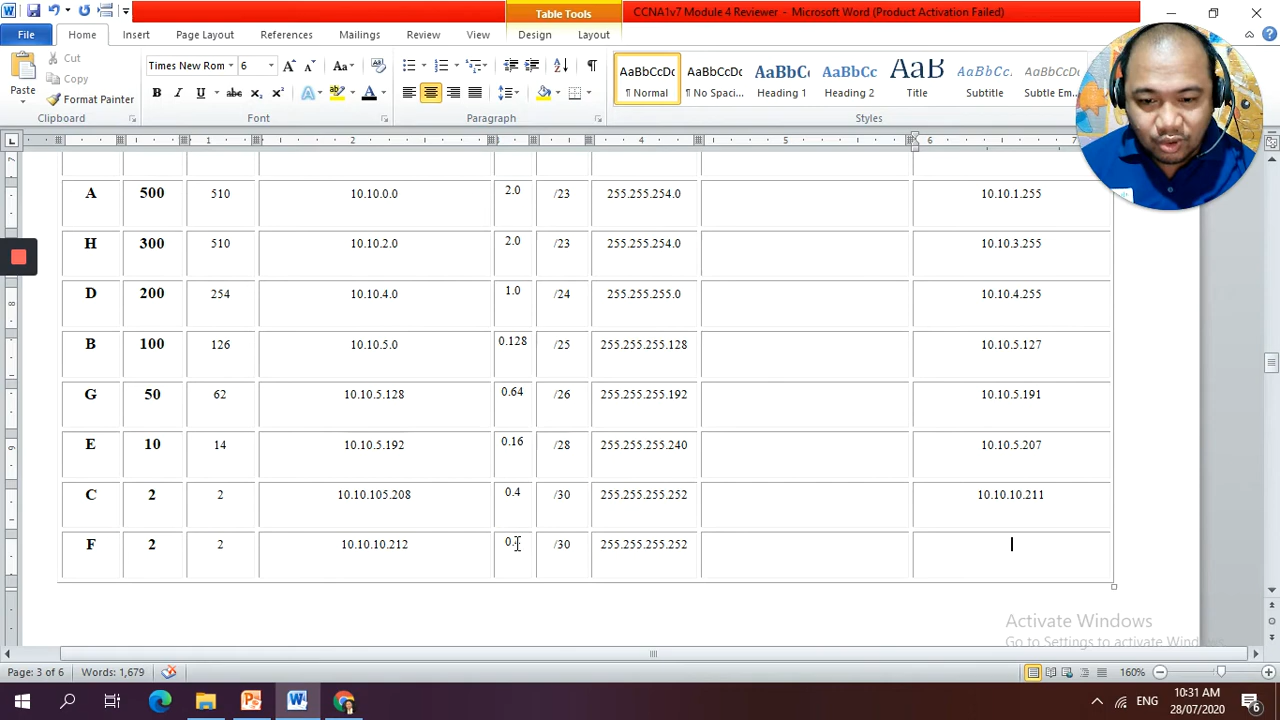 Table Tools
CCNA1v7 Module 4 Reviewer - Microsoft Word (Product Activation Failed)
File Home Insert Page Layout References Mailings Review View Design Layout
Paste
Cut
Copy
Format Painter
Clipboard
Times New Rom 6
Font
Paragraph
AaBbCcDc AaBbCcDc AaBbCc AaBbCc AaB AaBbCcL AaBbCcDc
¶ Normal ¶ No Spaci... Heading 1 Heading 2 Title Subtitle Subtle Em...
Styles
A 500 510 10.10.0.0 2.0 /23 255.255.254.0 10.10.1.255
H 300 510 10.10.2.0 2.0 /23 255.255.254.0 10.10.3.255
D 200 254 10.10.4.0 1.0 /24 255.255.255.0 10.10.4.255
B 100 126 10.10.5.0 0.128 /25 255.255.255.128 10.10.5.127
G 50 62 10.10.5.128 0.64 /26 255.255.255.192 10.10.5.191
E 10 14 10.10.5.192 0.16 /28 255.255.255.240 10.10.5.207
C 2 2 10.10.105.208 0.4 /30 255.255.255.252 10.10.10.211
F 2 2 10.10.10.212 /30 255.255.255.252
Activate Windows
Go to Settings to activate
Page: 3 of 6 Words: 1,679 160%
ENG
10:31 AM
28/07/2020
6